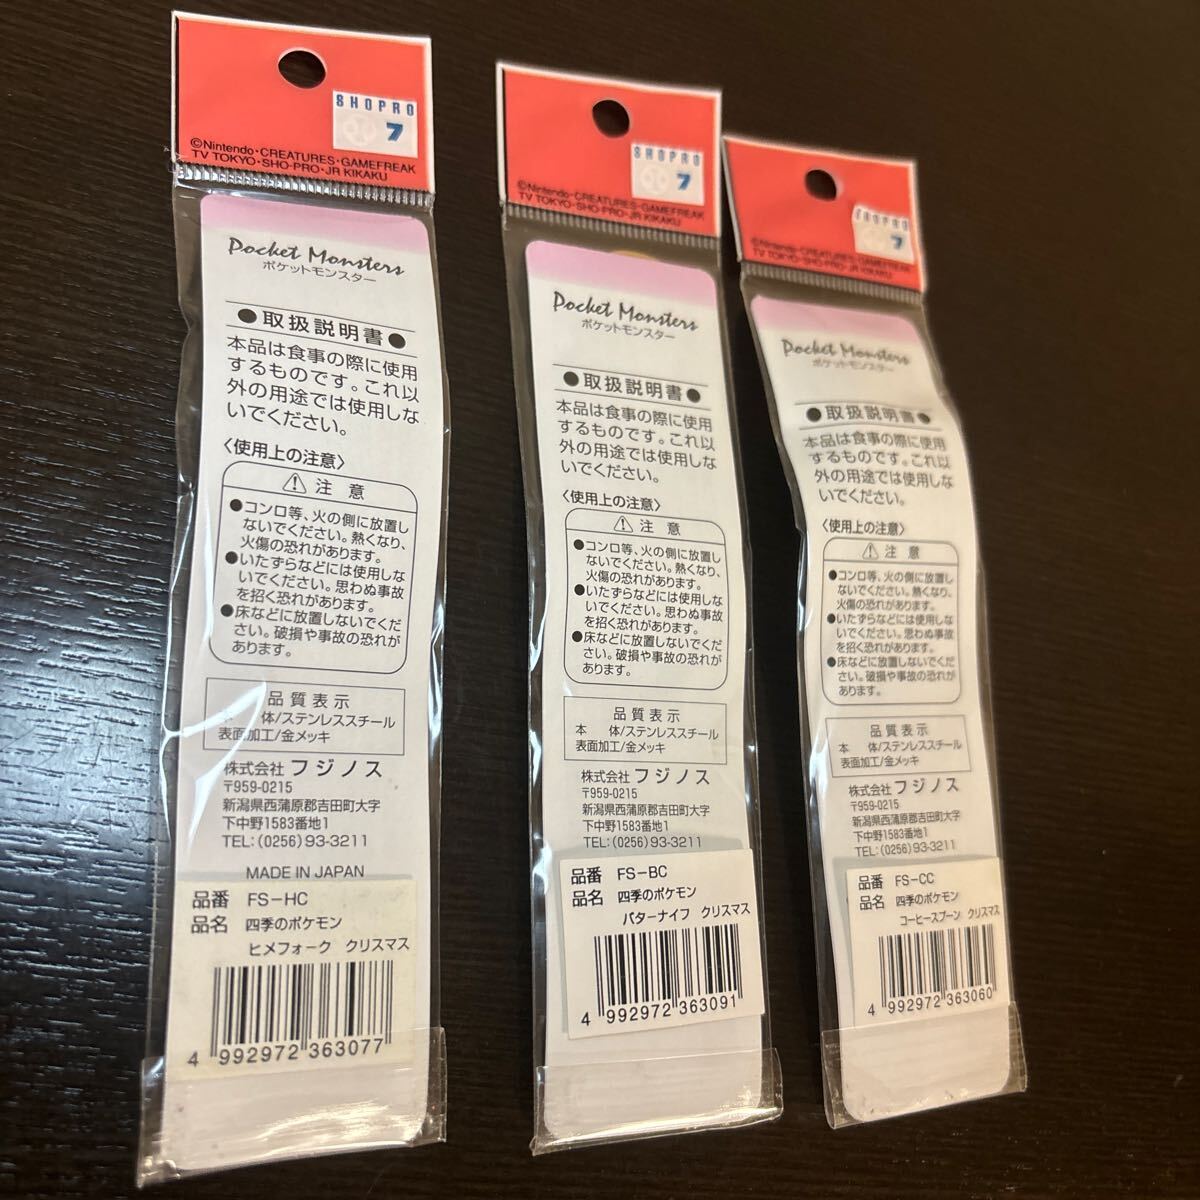 SHOPRO
7
©Nintendo・CREATURES・GAMEFREAK
TV TOKYO・SHO-PRO・JR KIKAKU
Pocket Monsters
ポケットモンスター
●取扱説明書●
本品は食事の際に使用
するものです。これ以
外の用途では使用しな
いでください。
〈使用上の注意〉
⚠注 意
●コンロ等、火の側に放置し
ないでください。熱くなり、
火傷の恐れがあります。
●いたずらなどには使用しな
いでください。思わぬ事故
を招く恐れがあります。
●床などに放置しないでくだ
さい。破損や事故の恐れが
あります。
品質表示
本 体/ステンレススチール
表面加工/金メッキ
株式会社 フジノス
〒959-0215
新潟県西蒲原郡吉田町大字
下中野1583番地1
TEL:(0256)93-3211
MADE IN JAPAN
品番 FS-HC
品名 四季のポケモン
ヒメフォーク クリスマス
4 992972 363077
SHOPRO
7
©Nintendo・CREATURES・GAMEFREAK
TV TOKYO・SHO-PRO・JR KIKAKU
Pocket Monsters
ポケットモンスター
●取扱説明書●
本品は食事の際に使用
するものです。これ以
外の用途では使用しな
いでください。
〈使用上の注意〉
⚠注 意
●コンロ等、火の側に放置し
ないでください。熱くなり、
火傷の恐れがあります。
●いたずらなどには使用しな
いでください。思わぬ事故
を招く恐れがあります。
●床などに放置しないでくだ
さい。破損や事故の恐れが
あります。
品質表示
本 体/ステンレススチール
表面加工/金メッキ
株式会社 フジノス
〒959-0215
新潟県西蒲原郡吉田町大字
下中野1583番地1
TEL:(0256)93-3211
品番 FS-BC
品名 四季のポケモン
バターナイフ クリスマス
4 992972 363091
SHOPRO
7
©Nintendo・CREATURES・GAMEFREAK
TV TOKYO・SHO-PRO・JR KIKAKU
Pocket Monsters
ポケットモンスター
●取扱説明書●
本品は食事の際に使用
するものです。これ以
外の用途では使用しな
いでください。
〈使用上の注意〉
⚠注 意
●コンロ等、火の側に放置し
ないでください。熱くなり、
火傷の恐れがあります。
●いたずらなどには使用しな
いでください。思わぬ事故
を招く恐れがあります。
●床などに放置しないでくだ
さい。破損や事故の恐れが
あります。
品質表示
本 体/ステンレススチール
表面加工/金メッキ
株式会社 フジノス
〒959-0215
新潟県西蒲原郡吉田町大字
下中野1583番地1
TEL:(0256)93-3211
品番 FS-CC
品名 四季のポケモン
コーヒースプーン クリスマス
4 992972 363060